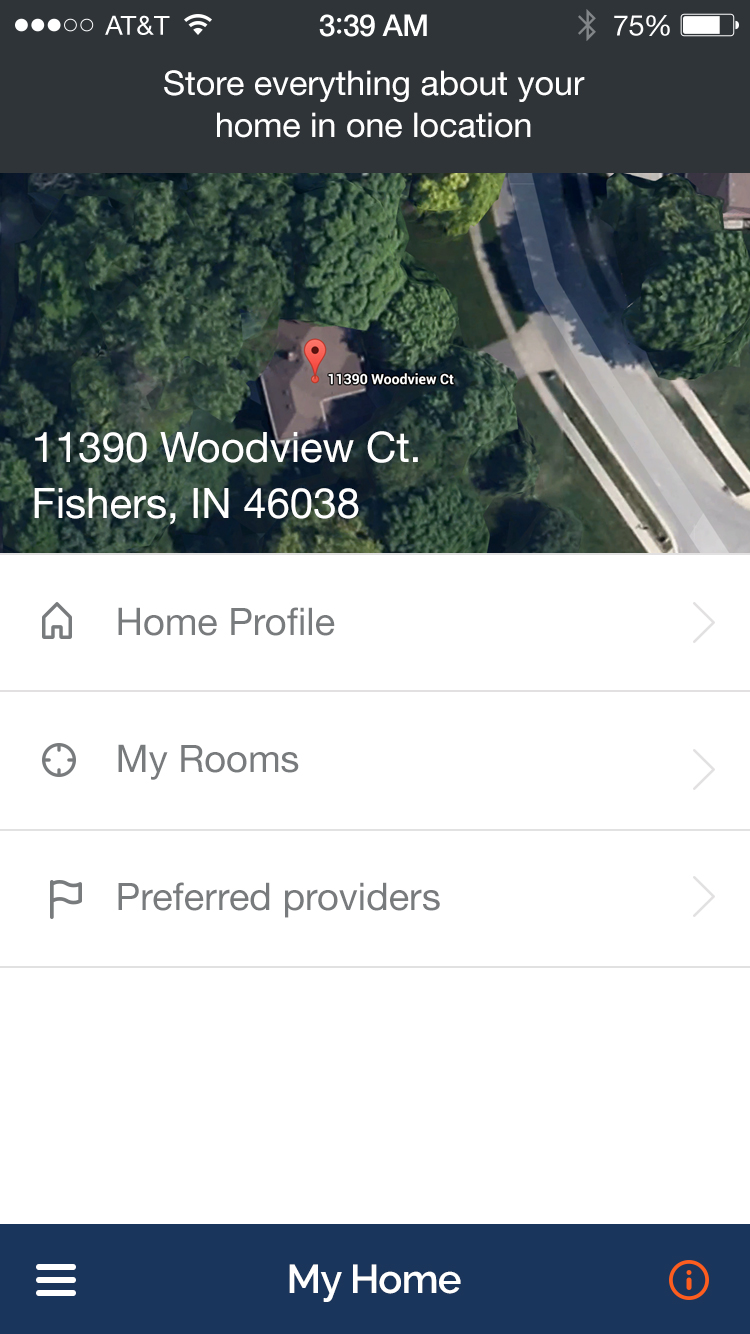 AT&T 3:39 AM 75%
Store everything about your
home in one location
11390 Woodview Ct
11390 Woodview Ct.
Fishers, IN 46038
Home Profile
My Rooms
Preferred providers
My Home